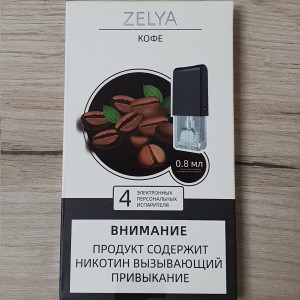 ZELYA
КОФЕ
0.8 мл
4 ЭЛЕКТРОННЫХ
ПЕРСОНАЛЬНЫХ
ИСПАРИТЕЛЯ
ВНИМАНИЕ
ПРОДУКТ СОДЕРЖИТ
НИКОТИН ВЫЗЫВАЮЩИЙ
ПРИВЫКАНИЕ